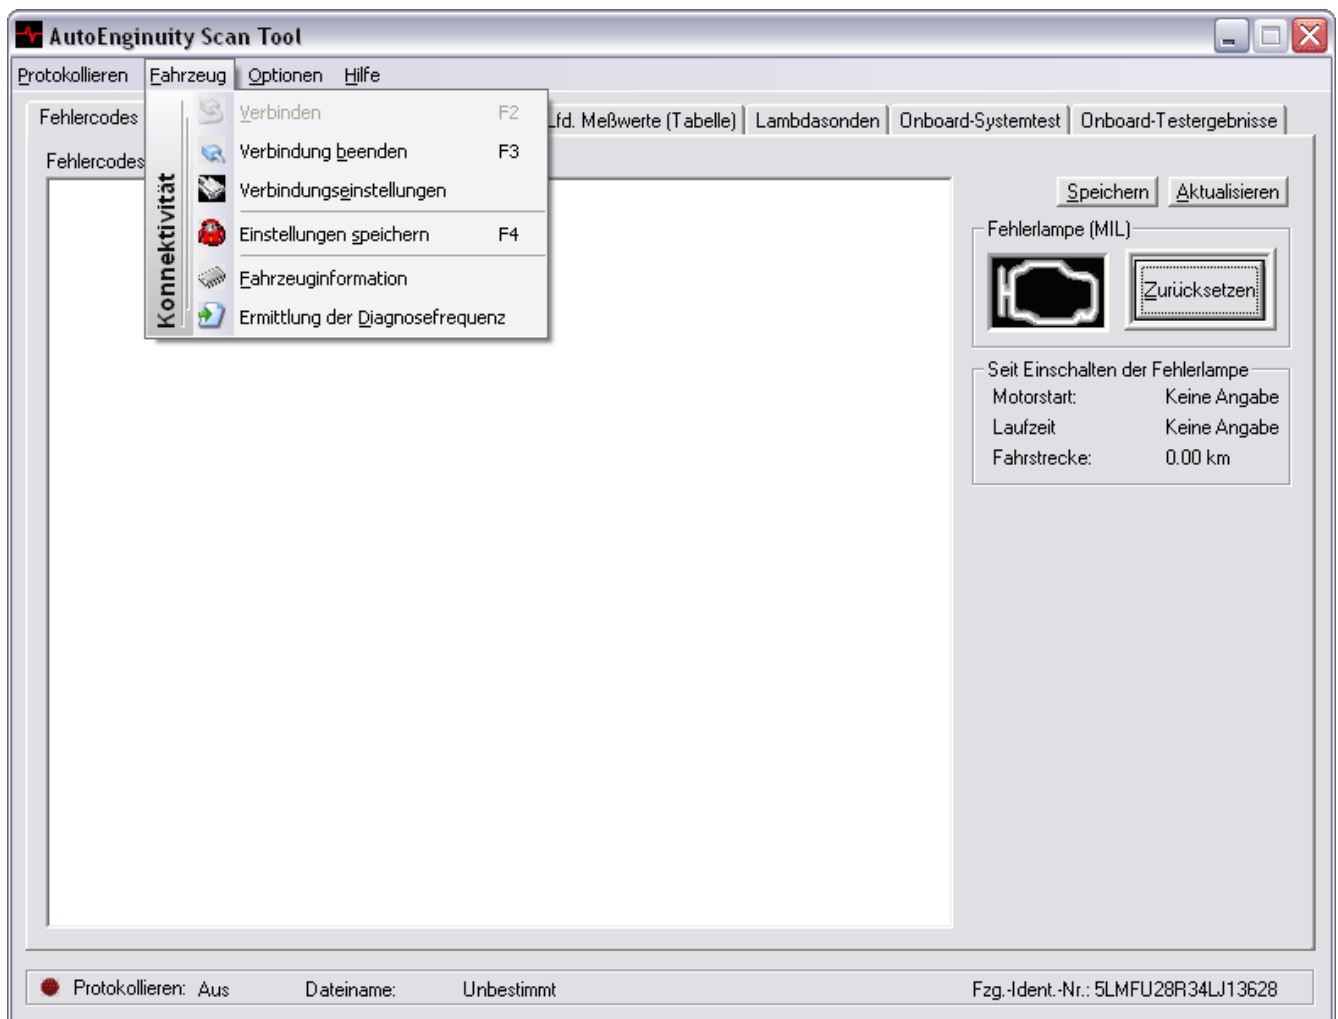 AutoEnginuity Scan Tool
Protokollieren Fahrzeug Optionen Hilfe
Fehlercodes Lfd. Meßwerte (Tabelle) Lambdasonden Onboard-Systemtest Onboard-Testergebnisse
Fehlercodes
Konnektivität
Verbinden F2
Verbindung beenden F3
Verbindungseinstellungen
Einstellungen speichern F4
Fahrzeuginformation
Ermittlung der Diagnosefrequenz
Speichern Aktualisieren
Fehlerlampe (MIL)
Zurücksetzen
Seit Einschalten der Fehlerlampe
Motorstart: Keine Angabe
Laufzeit Keine Angabe
Fahrstrecke: 0.00 km
Protokollieren: Aus Dateiname: Unbestimmt Fzg.-Ident.-Nr.: 5LMFU28R34LJ13628